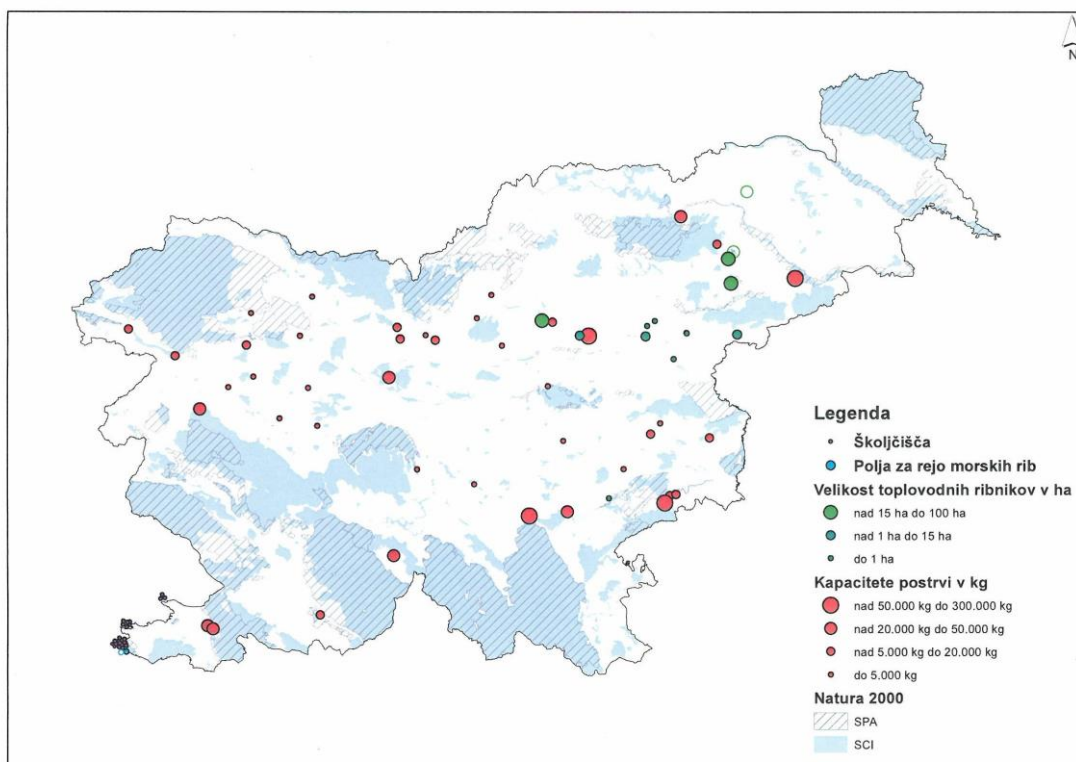 N
Legenda
Školjčišča
Polja za rejo morskih rib
Velikost toplovodnih ribnikov v ha
nad 15 ha do 100 ha
nad 1 ha do 15 ha
do 1 ha
Kapacitete postrvi v kg
nad 50.000 kg do 300.000 kg
nad 20.000 kg do 50.000 kg
nad 5.000 kg do 20.000 kg
do 5.000 kg
Natura 2000
SPA
SCI